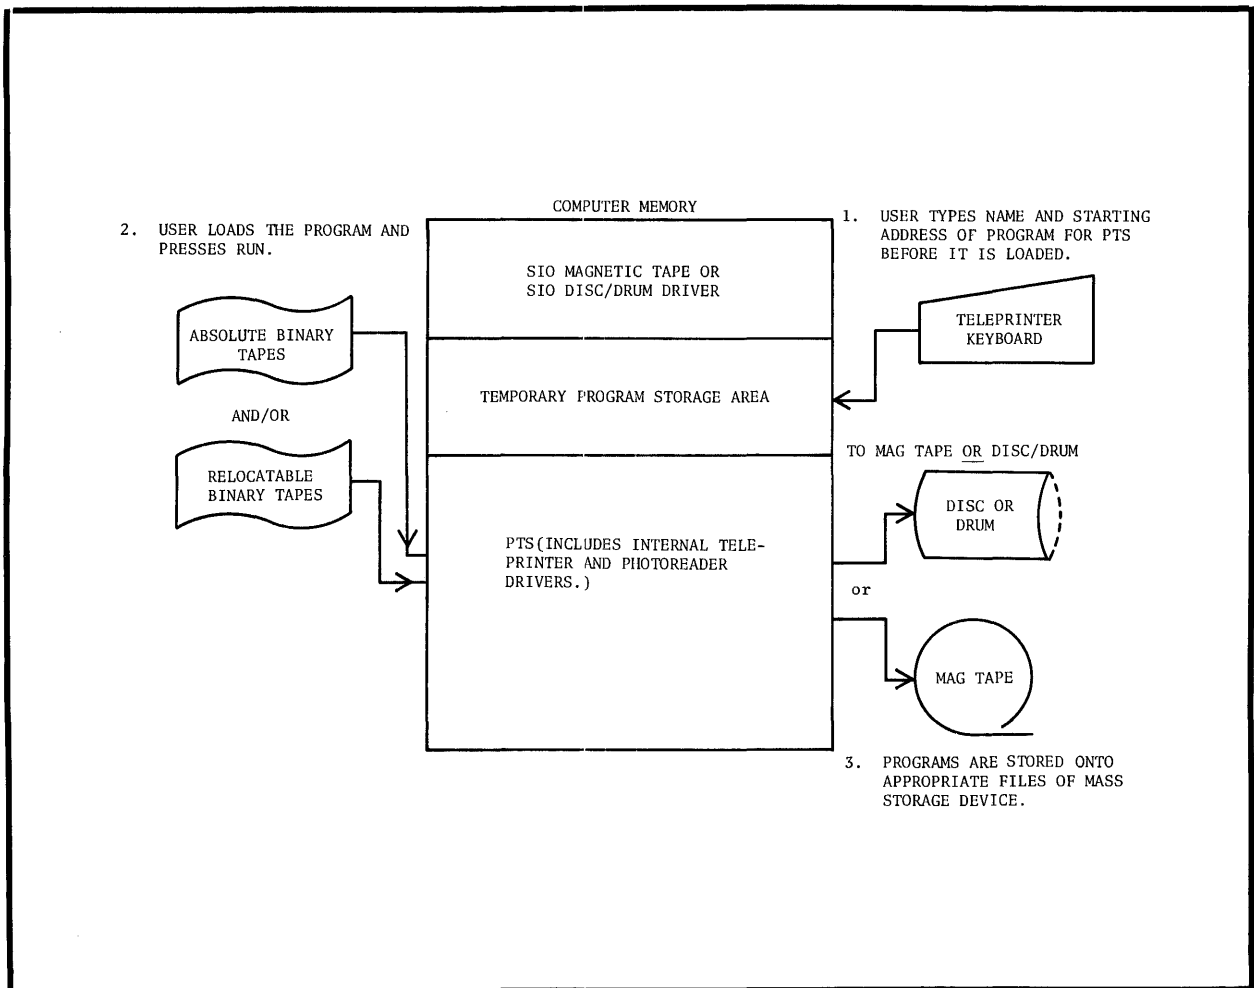 COMPUTER MEMORY
2. USER LOADS THE PROGRAM AND
PRESSES RUN.
1. USER TYPES NAME AND STARTING
ADDRESS OF PROGRAM FOR PTS
BEFORE IT IS LOADED.
SIO MAGNETIC TAPE OR
SIO DISC/DRUM DRIVER
ABSOLUTE BINARY
TAPES
TELEPRINTER
KEYBOARD
TEMPORARY PROGRAM STORAGE AREA
AND/OR
RELOCATABLE
BINARY TAPES
TO MAG TAPE OR DISC/DRUM
DISC OR
DRUM
PTS(INCLUDES INTERNAL TELE-
PRINTER AND PHOTOREADER
DRIVERS.)
or
MAG TAPE
3. PROGRAMS ARE STORED ONTO
APPROPRIATE FILES OF MASS
STORAGE DEVICE.